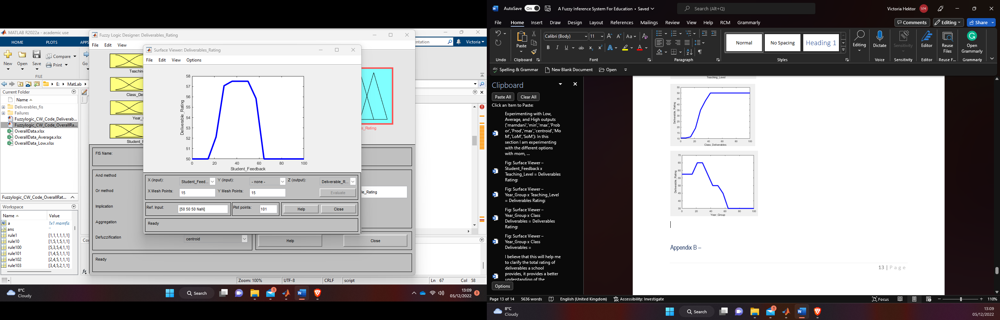 MATLAB R2022a - academic use
HOME
PLOTS
APPS
New
Open
Save
Compare
Print
Go
FILE
E:
MatLab
Current Folder
Name
Deliverables_fis
Failures
Fuzzylogic_CW_Code_Deliverab...
Fuzzylogic_CW_Code_OverallRa...
OverallData.xlsx
OverallData_Average.xlsx
OverallData_Low.xlsx
Fuzzylogic_CW_Code_OverallRat...
Workspace
Name Value
a 1x1 mamfis
ans ''
rule1 [1,1,1,1,1,1]
rule10 [1,5,1,5,1,1]
rule100 [5,3,5,4,1,1]
rule101 [1,4,5,1,1,1]
rule102 [2,4,5,1,1,1]
rule103 [3,4,5,2,1,1]
Fuzzy Logic Designer: Deliverables_Rating
File Edit View
Teaching
Class_De
Year_
Student_F
FIS Name:
And method
Or method
Implication
Aggregation
Defuzzification
centroid
Help
Close
Ready
e_Rating
le_Rating
Surface Viewer: Deliverables_Rating
File Edit View Options
58
57
56
55
54
53
52
51
50
Deliverable_Rating
0 20 40 60 80 100
Student_Feedback
X (input): Student_Feed... Y (input): - none - Z (output): Deliverable_R...
X Mesh Points: 15 Y Mesh Points: 15 Evaluate
Ref. Input: [50 50 50 NaN] Plot points: 101 Help Close
Ready
entation
Victoria
Cor
fx
Zoom: 100% UTF-8 CRLF script Ln 67 Col 58
8°C
Cloudy
Search
1
13:09
05/12/2022
3
AutoSave On A Fuzzy Inference System For Education • Saved
Search (Alt+Q)
Victoria Hektor VH
File Home Insert Draw Design Layout References Mailings Review View Help RCM Grammarly
Comments Editing Share
Paste
Calibri (Body) 11
Normal
No Spacing
Heading 1
Editing
Dictate
Sensitivity
Editor
Reuse
Files
Open
Grammarly
Undo Clipboard Font Paragraph Styles Voice Sensitivity Editor Reuse F... Grammarly
Spelling & Grammar New Blank Document Open
Clipboard
Paste All Clear All
Click an Item to Paste:
Experimenting with Low,
Average, and High outputs
('mamdani','min','max','Prob
or','Prod','max','centroid','Mo
M','LoM','SoM'): In this
section I am experimenting
with the different options
with mom, ...
Fig: Surface Viewer –
Student_Feedback x
Teaching_Level = Deliverables
Rating:
Fig: Surface Viewer –
Year_Group x Teaching_Level
= Deliverables Rating:
Fig: Surface Viewer –
Year_Group x Class
Deliverables = Deliverables
Rating:
Fig: Surface Viewer –
Year_Group x Class
Deliverables =
I believe that this will help me
to clarify the total rating of
deliverables a school
provides, it provides a better
understanding of the
Options
Teaching_Level
55
50
45
40
35
30
25
20
15
10
Deliverable_Rating
0 20 40 60 80 100
Class_Deliverables
70
65
60
55
50
45
40
35
Deliverable_Rating
0 20 40 60 80 100
Year_Group
Appendix B –
13 | Page
Page 13 of 14 5636 words English (United Kingdom) Accessibility: Investigate
Focus
110%
8°C
Cloudy
Search
1
13:09
05/12/2022